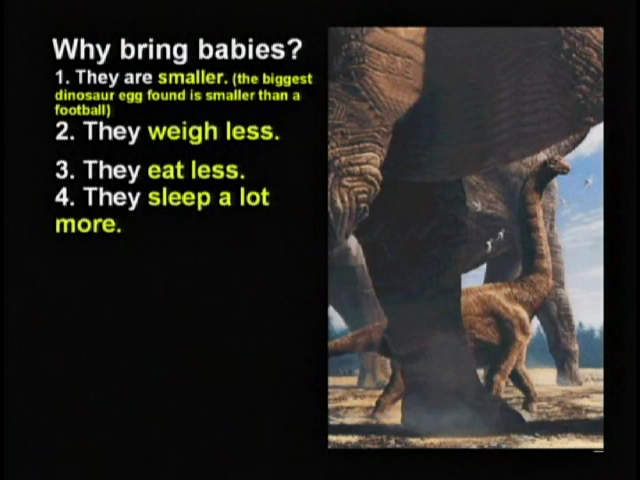 Why bring babies?
1. They are smaller. (the biggest
dinosaur egg found is smaller than a
football)
2. They weigh less.
3. They eat less.
4. They sleep a lot
more.